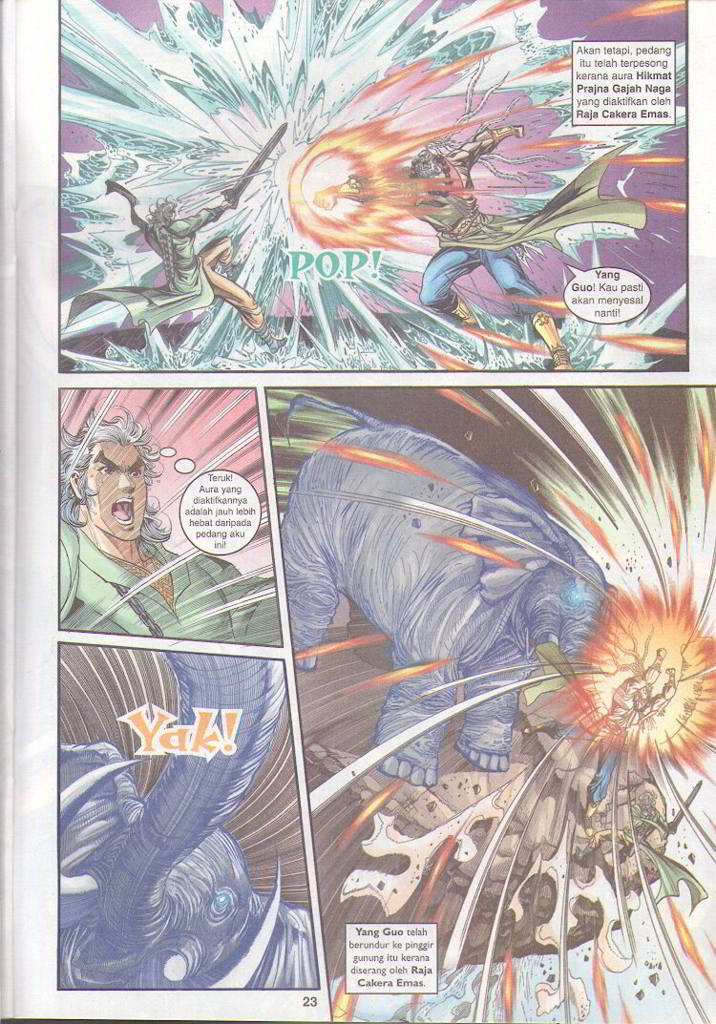 Akan tetapi, pedang
itu telah terpesong
kerana aura Hikmat
Prajna Gajah Naga
yang diaktifkan oleh
Raja Cakera Emas.
POP!
Yang
Guo! Kau pasti
akan menyesal
nanti!
Teruk!
Aura yang
diaktifkannya
adalah jauh lebih
hebat daripada
pedang aku
ini!
Yak!
Yang Guo telah
berundur ke pinggir
gunung itu kerana
diserang oleh Raja
Cakera Emas.
23